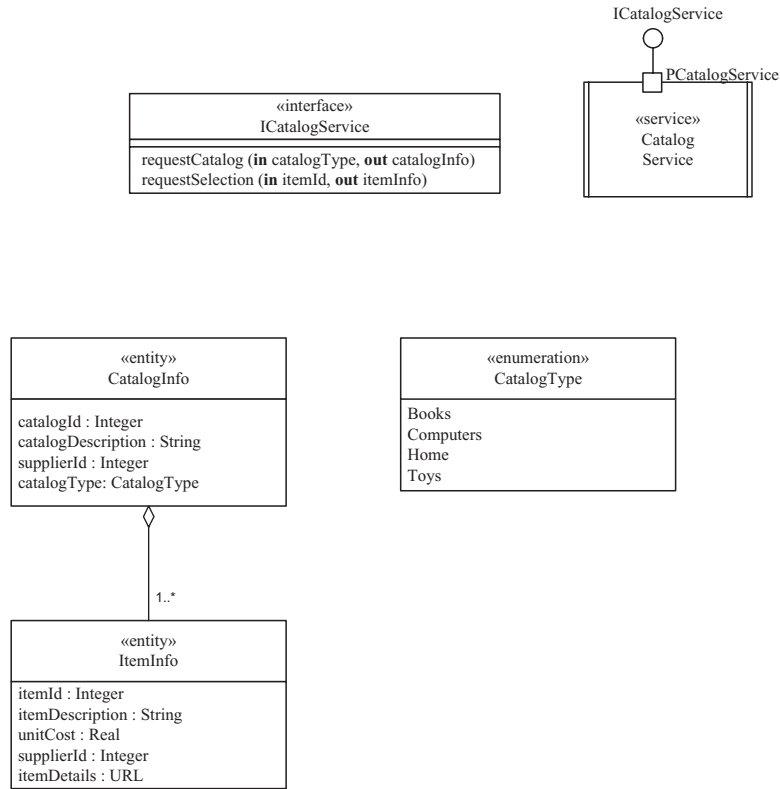 ICatalogService
PCatalogService
«service»
Catalog
Service
«interface»
ICatalogService
requestCatalog (in catalogType, out catalogInfo)
requestSelection (in itemId, out itemInfo)
«entity»
CatalogInfo
catalogId : Integer
catalogDescription : String
supplierId : Integer
catalogType: CatalogType
«enumeration»
CatalogType
Books
Computers
Home
Toys
1..*
«entity»
ItemInfo
itemId : Integer
itemDescription : String
unitCost : Real
supplierId : Integer
itemDetails : URL